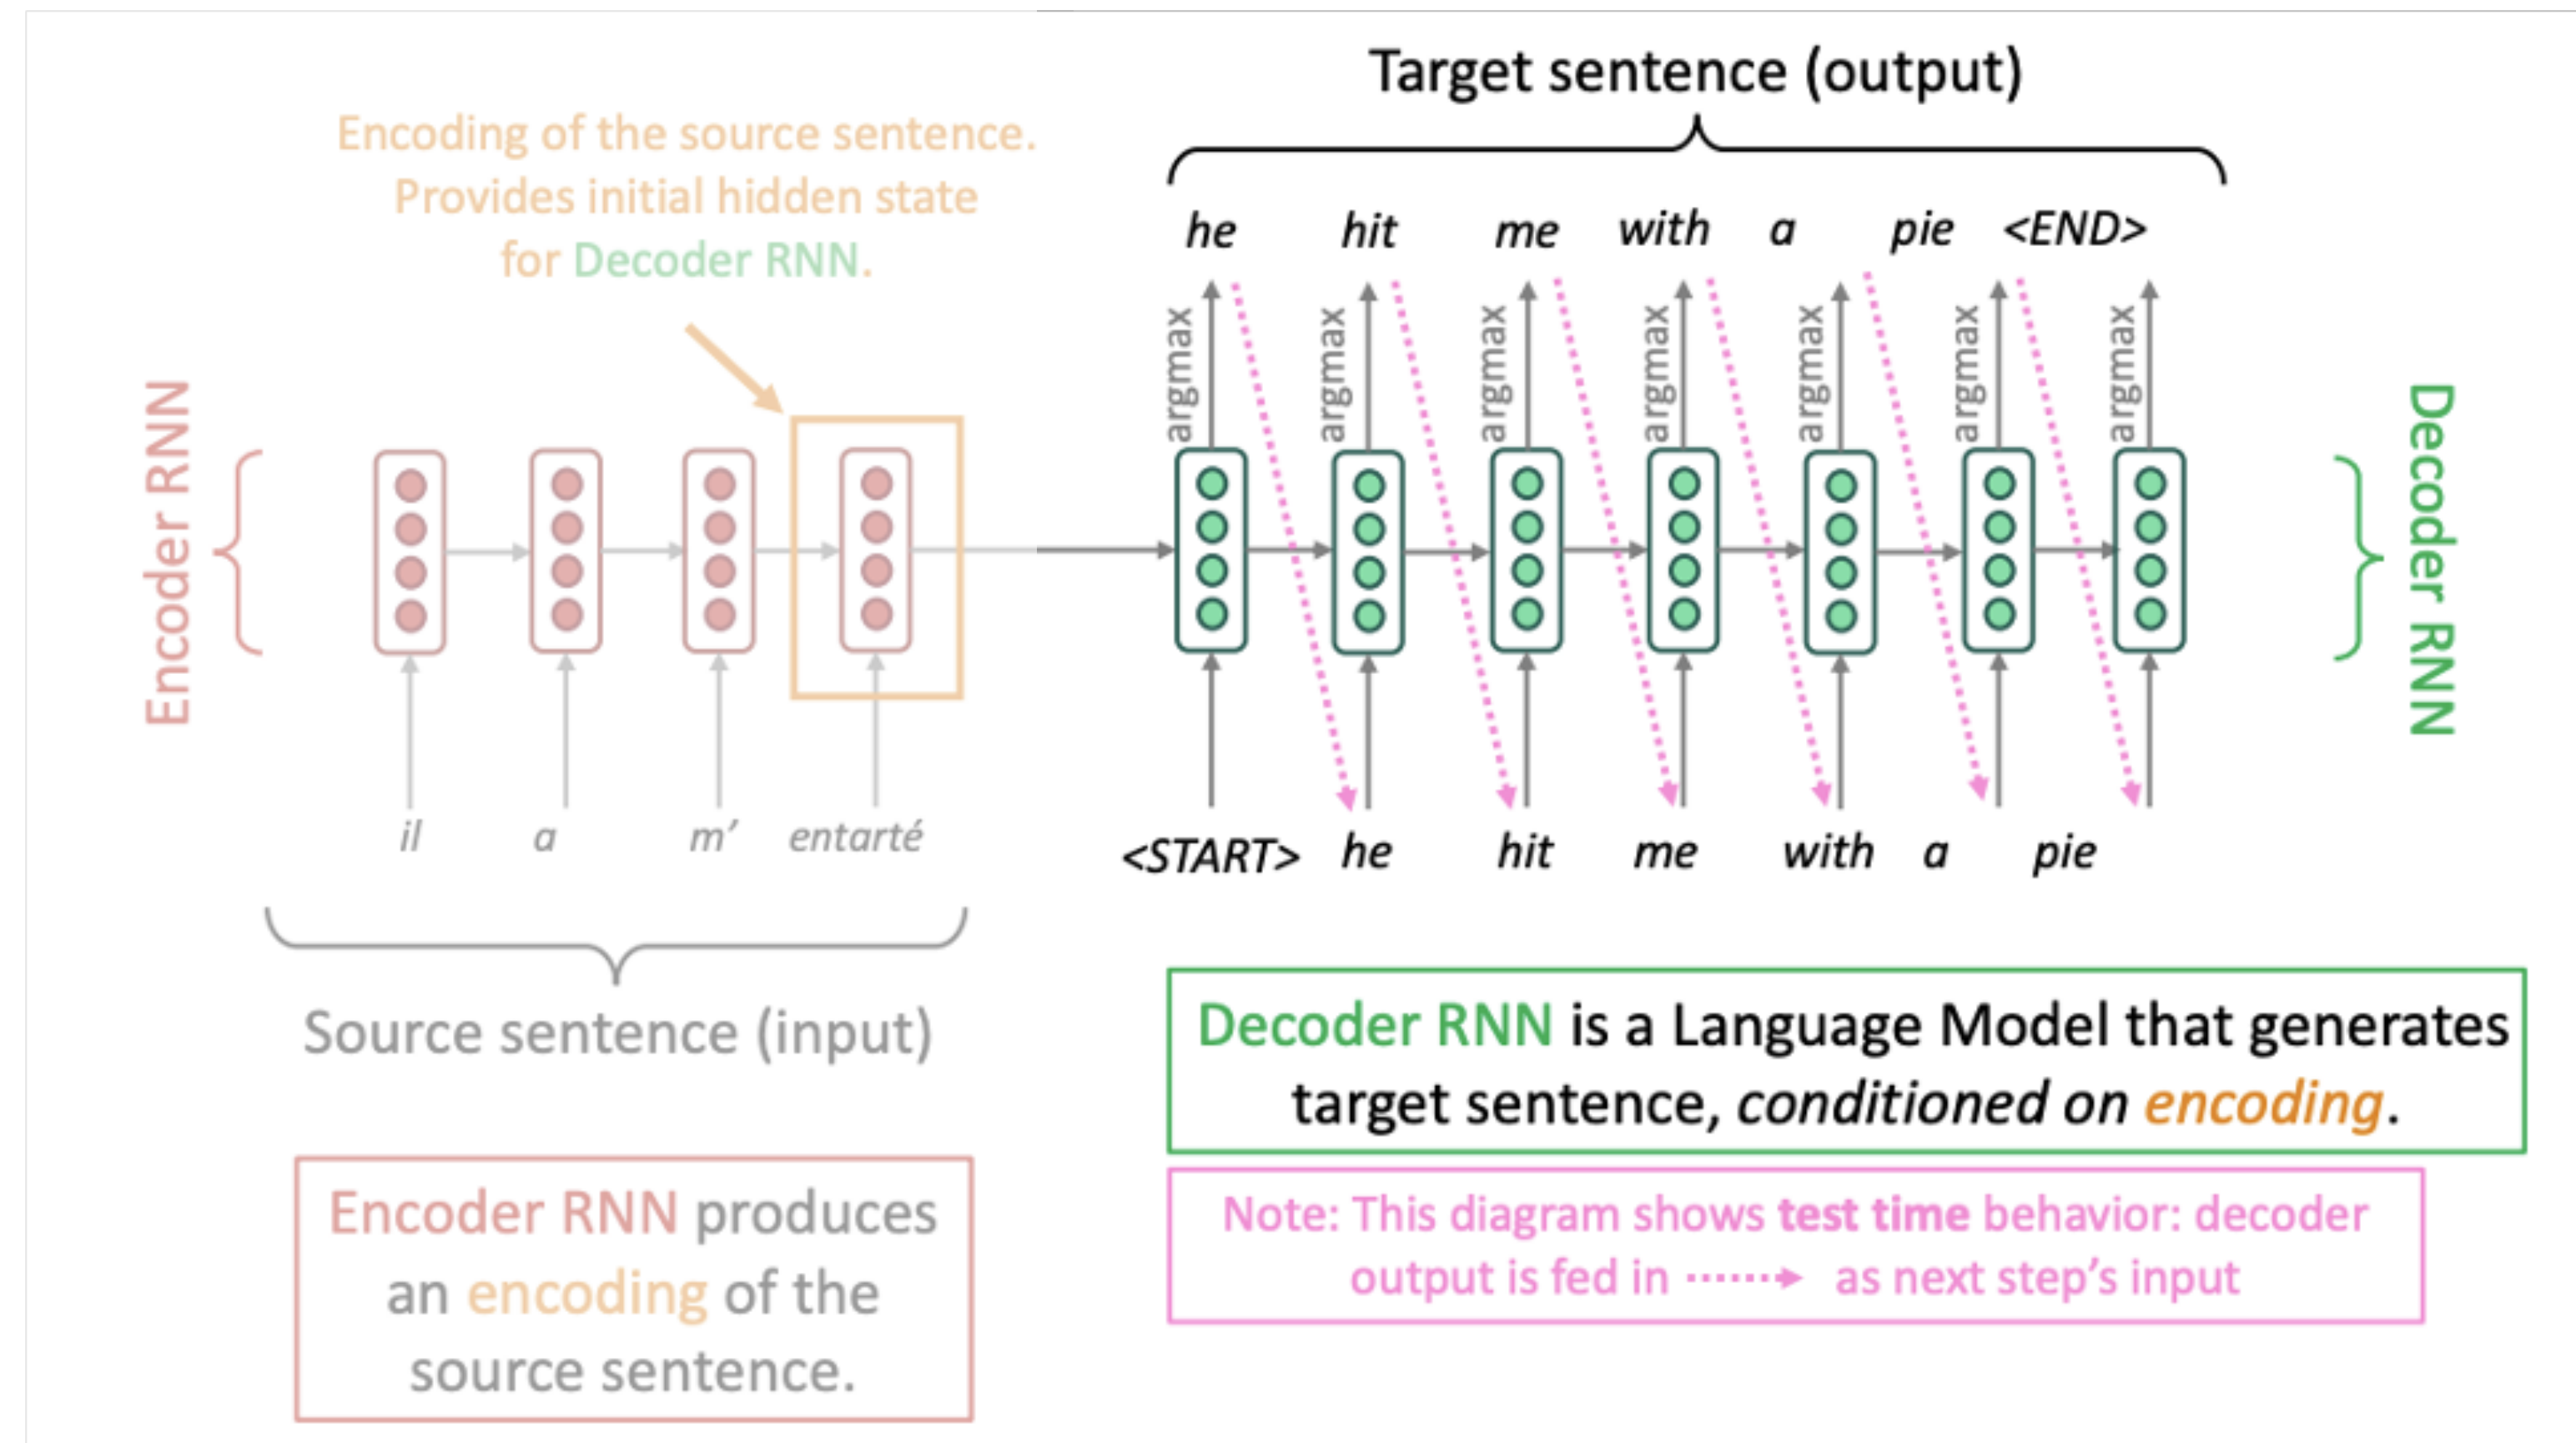 Target sentence (output)
Encoding of the source sentence.
Provides initial hidden state
for Decoder RNN.
he hit me with a pie <END>
argmax argmax argmax argmax argmax argmax argmax
Encoder RNN
Decoder RNN
il a m’ entarté
<START> he hit me with a pie
Source sentence (input)
Decoder RNN is a Language Model that generates
target sentence, conditioned on encoding.
Encoder RNN produces
an encoding of the
source sentence.
Note: This diagram shows test time behavior: decoder
output is fed in as next step’s input